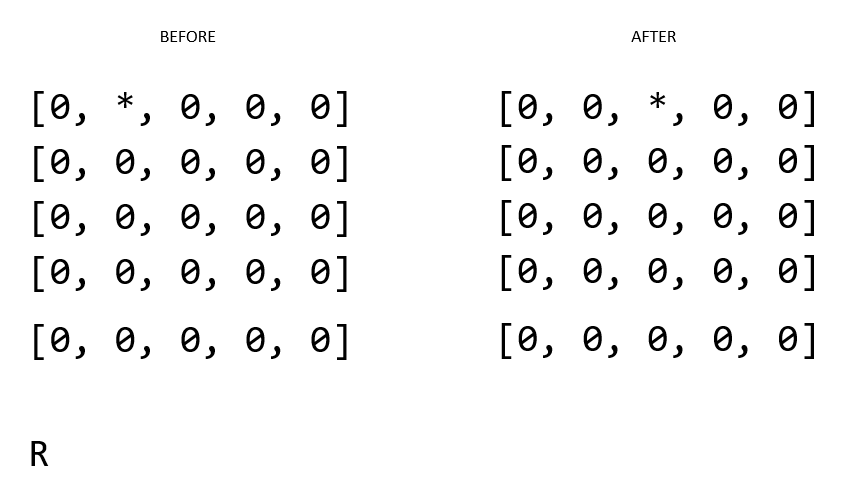 BEFORE
[0, *, 0, 0, 0]
[0, 0, 0, 0, 0]
[0, 0, 0, 0, 0]
[0, 0, 0, 0, 0]
[0, 0, 0, 0, 0]
R
AFTER
[0, 0, *, 0, 0]
[0, 0, 0, 0, 0]
[0, 0, 0, 0, 0]
[0, 0, 0, 0, 0]
[0, 0, 0, 0, 0]